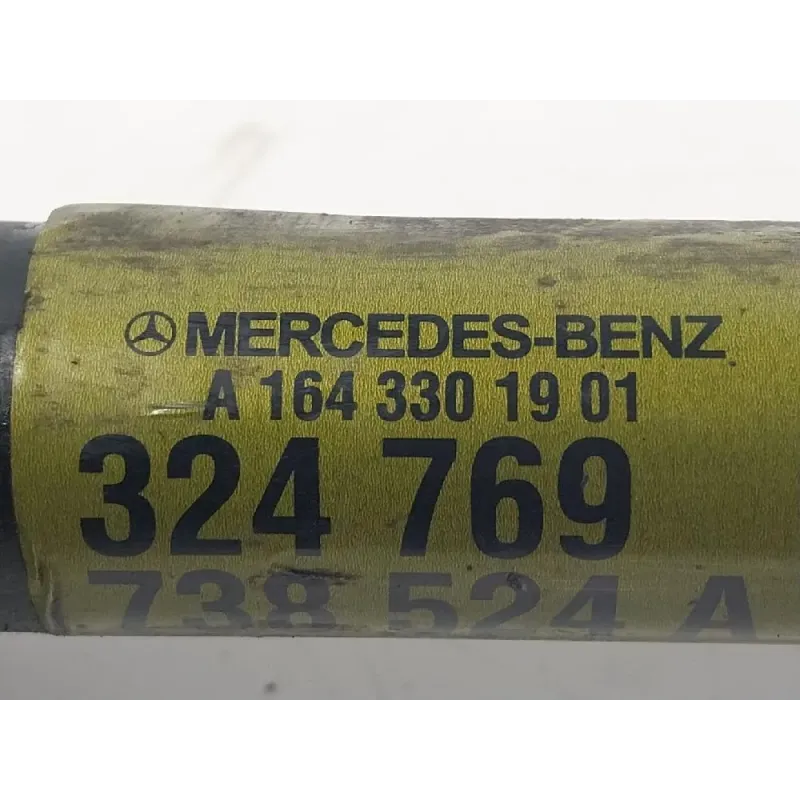 MERCEDES-BENZ
A 164 330 19 01
324 769
738 524 A